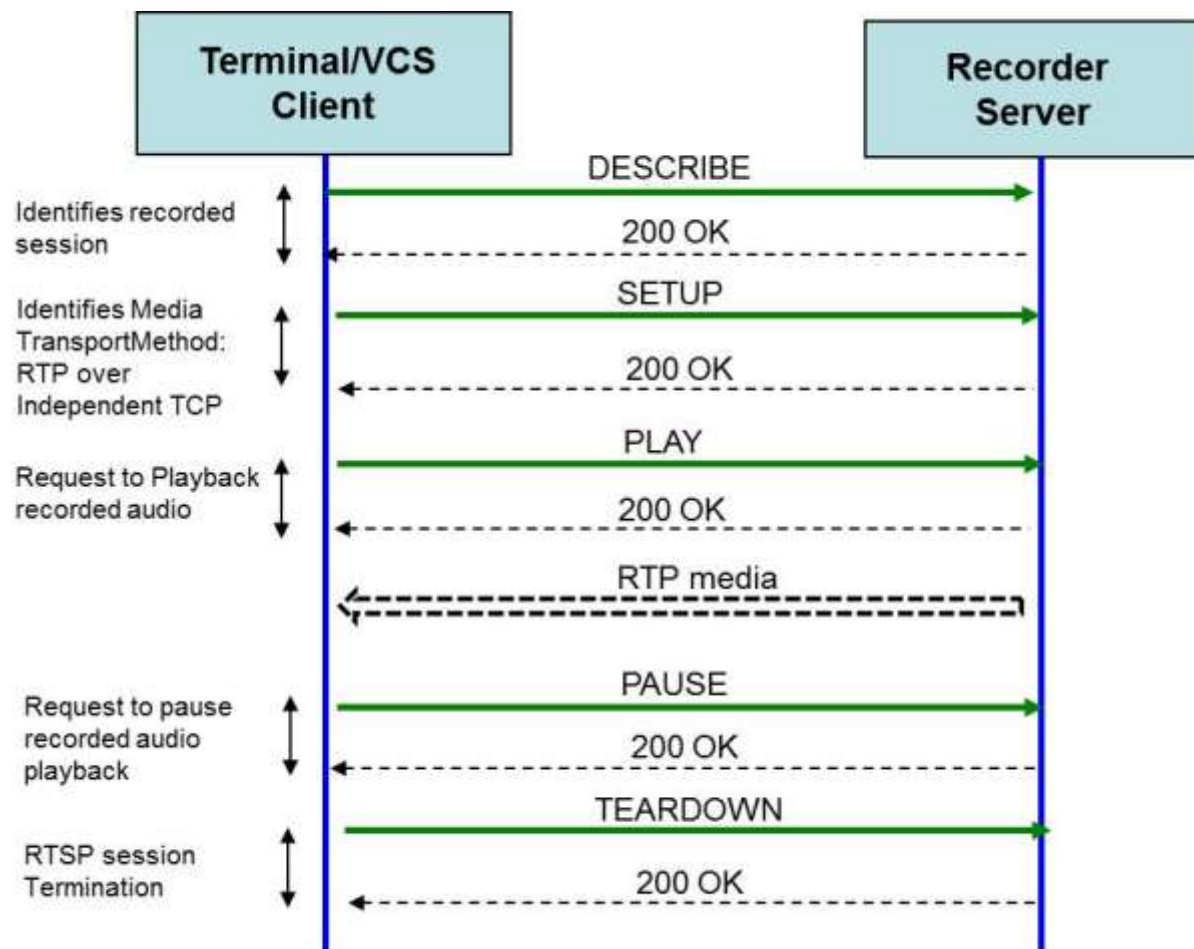 Terminal/VCS
Client
Recorder
Server
DESCRIBE
Identifies recorded
session
200 OK
SETUP
Identifies Media
TransportMethod:
RTP over
Independent TCP
200 OK
PLAY
Request to Playback
recorded audio
200 OK
RTP media
PAUSE
Request to pause
recorded audio
playback
200 OK
TEARDOWN
RTSP session
Termination
200 OK